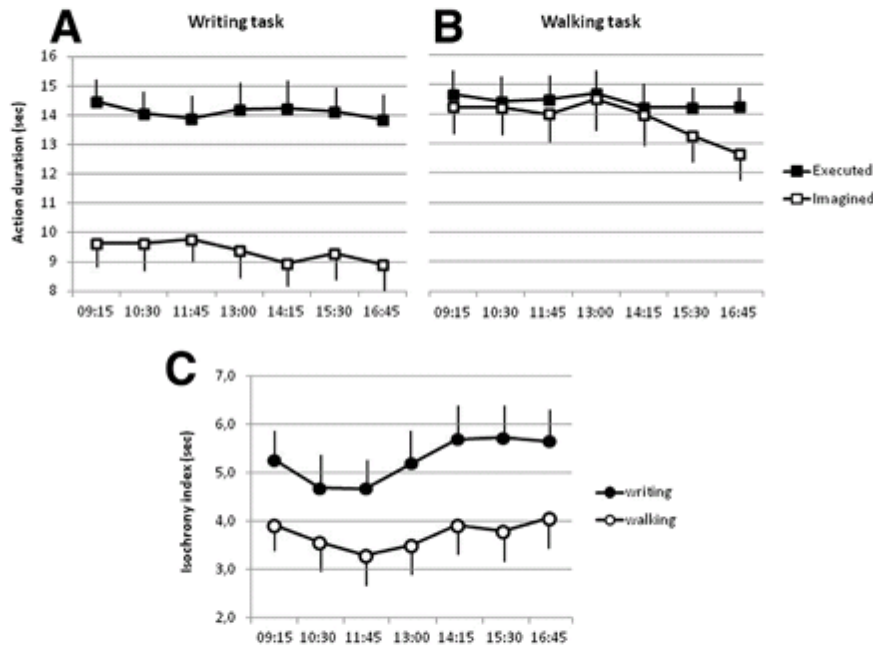 A
Writing task
B
Walking task
Action duration (sec)
16
15
14
13
12
11
10
9
8
09:15 10:30 11:45 13:00 14:15 15:30 16:45
09:15 10:30 11:45 13:00 14:15 15:30 16:45
Executed
Imagined
C
Isochrony index (sec)
7,0
6,0
5,0
4,0
3,0
2,0
09:15 10:30 11:45 13:00 14:15 15:30 16:45
writing
walking